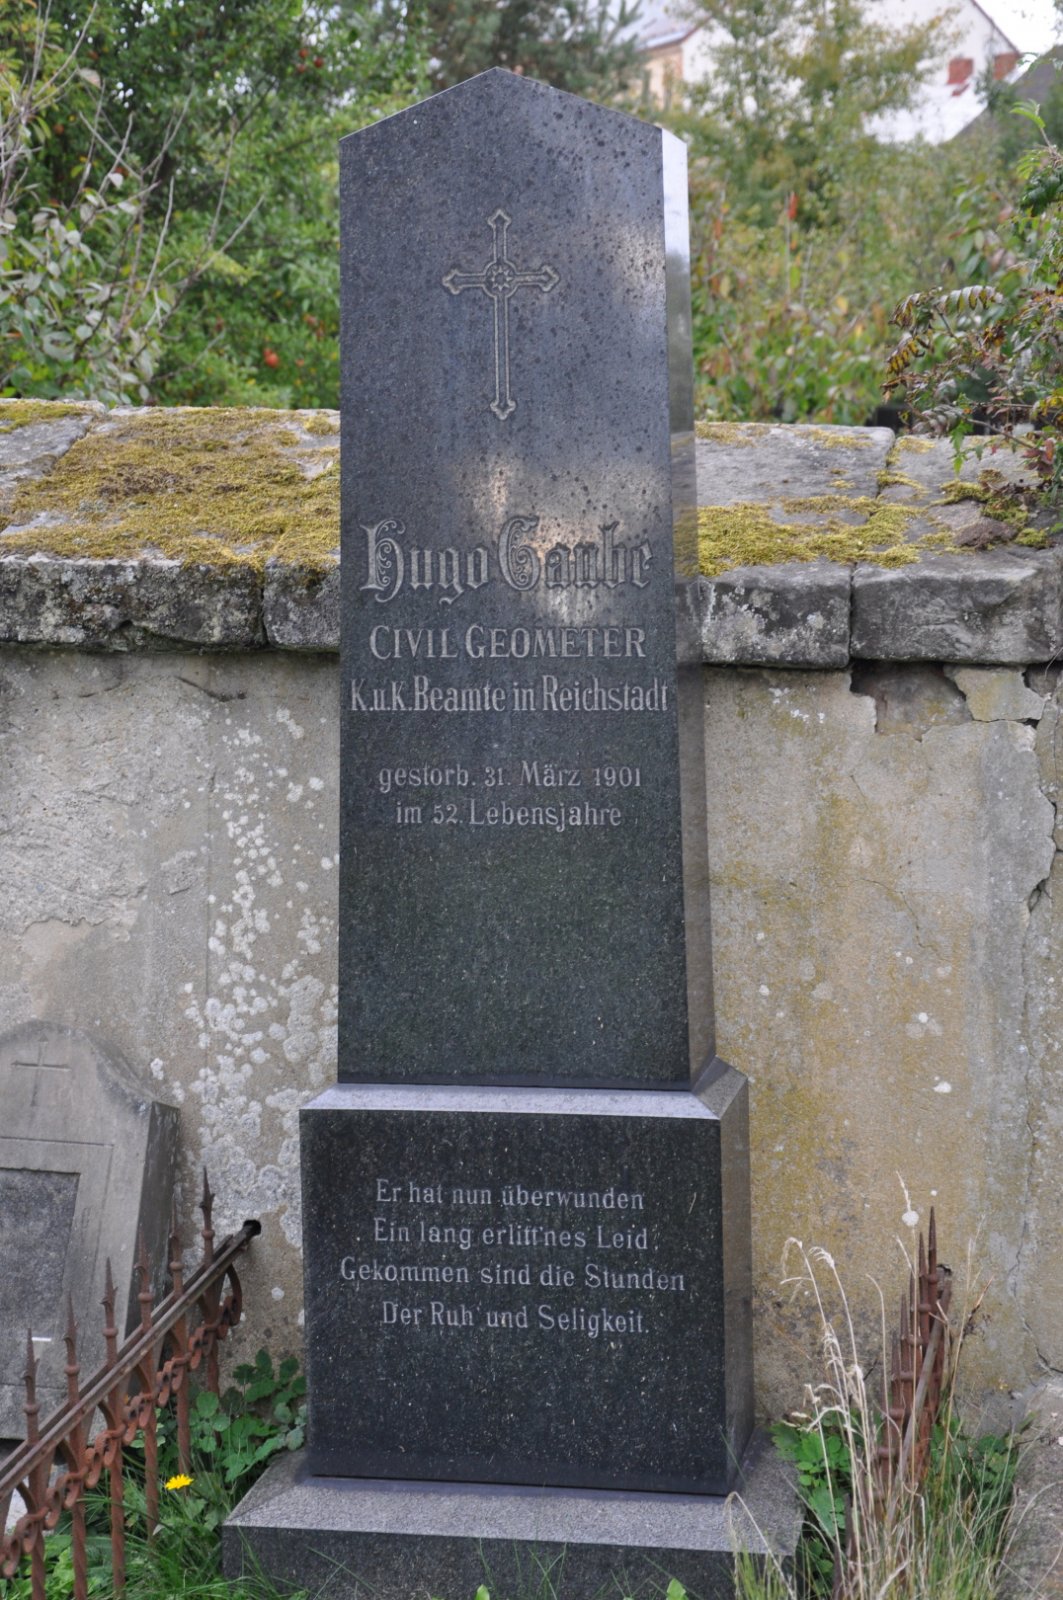 Hugo Gaube
CIVIL GEOMETER
K.u.K. Beamte in Reichstadt
gestorb. 31. März 1901
im 52. Lebensjahre
Er hat nun überwunden
Ein lang erlitt'nes Leid,
Gekommen sind die Stunden
Der Ruh' und Seligkeit.